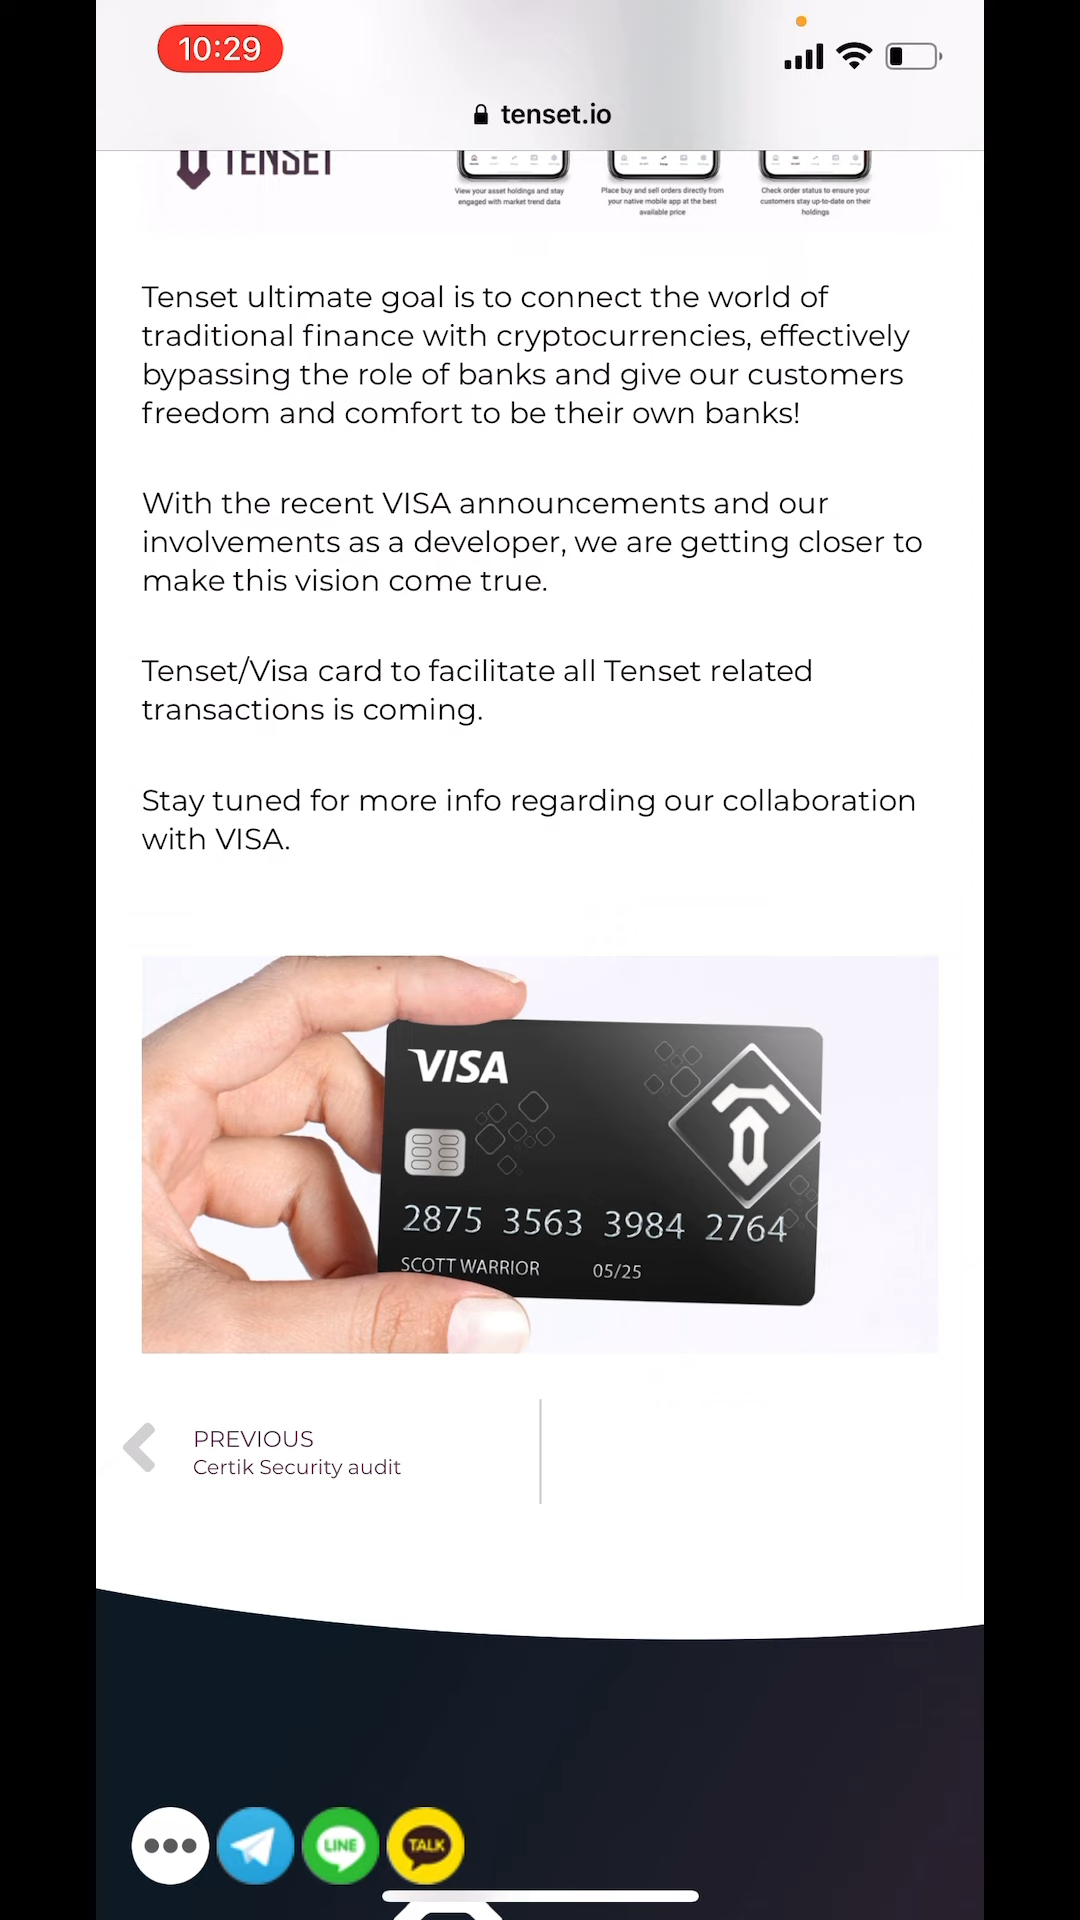 10:29
tenset.io
TENSET
View your asset holdings and stay
engaged with market trend data
Place buy and sell orders directly from
your native mobile app at the best
available price
Check order status to ensure your
customers stay up-to-date on their
holdings
Tenset ultimate goal is to connect the world of
traditional finance with cryptocurrencies, effectively
bypassing the role of banks and give our customers
freedom and comfort to be their own banks!
With the recent VISA announcements and our
involvements as a developer, we are getting closer to
make this vision come true.
Tenset/Visa card to facilitate all Tenset related
transactions is coming.
Stay tuned for more info regarding our collaboration
with VISA.
VISA
2875 3563 3984 2764
SCOTT WARRIOR 05/25
PREVIOUS
Certik Security audit
LINE
TALK